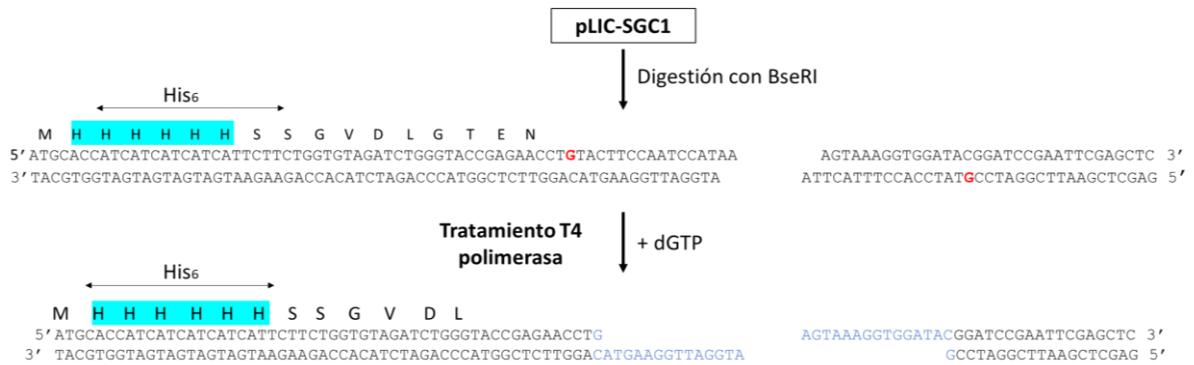 pLIC-SGC1
Digestión con BseRI
His6
M H H H H H H S S G V D L G T E N
5’ATGCACCATCATCATCATCATTCTTCTGGTGTAGATCTGGGTACCGAGAACCTGTACTTCCAATCCATAA AGTAAAGGTGGATACGGATCCGAATTCGAGCTC 3’
3’TACGTGGTAGTAGTAGTAGTAAGAAGACCACATCTAGACCCATGGCTCTTGGACATGAAGGTTAGGTA ATTCATTTCCACCTATGCCTAGGCTTAAGCTCGAG 5’
Tratamiento T4
polimerasa
+ dGTP
His6
M H H H H H H S S G V D L
5’ATGCACCATCATCATCATCATTCTTCTGGTGTAGATCTGGGTACCGAGAACCTG AGTAAAGGTGGATACGGATCCGAATTCGAGCTC 3’
3’ TACGTGGTAGTAGTAGTAGTAAGAAGACCACATCTAGACCCATGGCTCTTGGACATGAAGGTTAGGTA GCCTAGGCTTAAGCTCGAG 5’